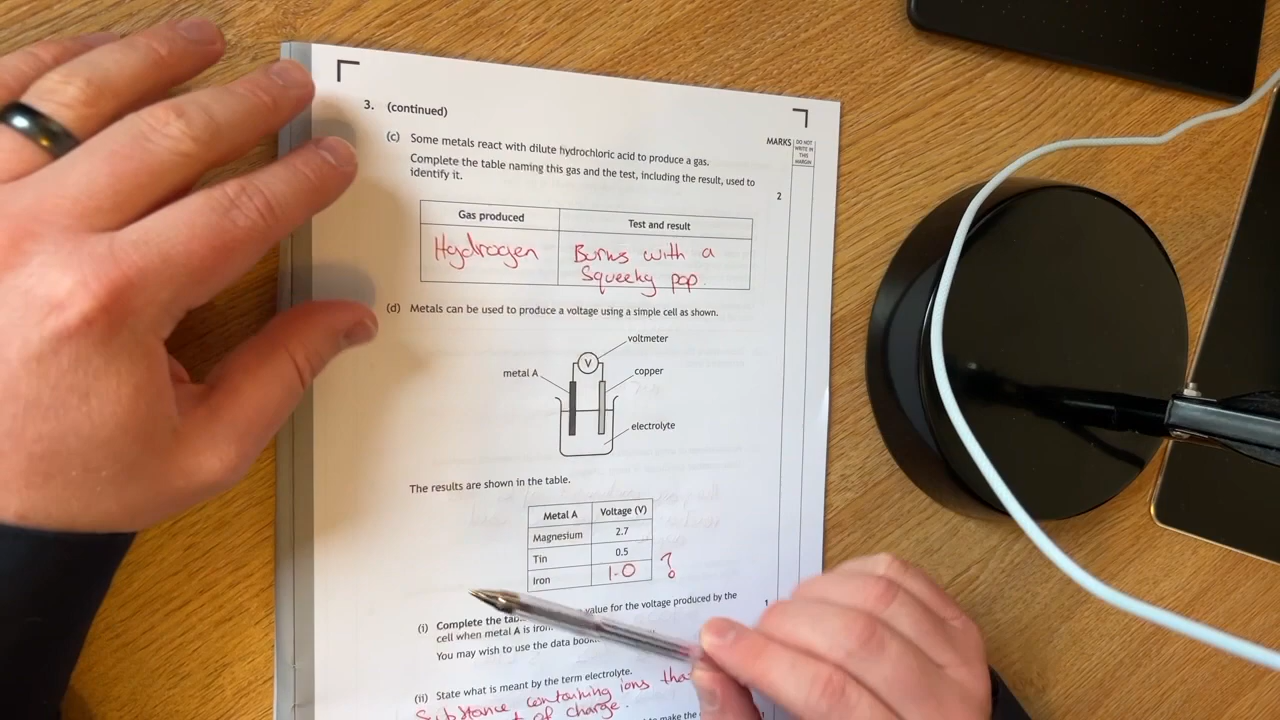 3. (continued)
MARKS
DO NOT
WRITE IN
THIS
MARGIN
(c) Some metals react with dilute hydrochloric acid to produce a gas.
Complete the table naming this gas and the test, including the result, used to
identify it.
2
Gas produced
Test and result
Hydrogen
Burns with a
Squeeky pop.
(d) Metals can be used to produce a voltage using a simple cell as shown.
voltmeter
V
metal A
copper
electrolyte
The results are shown in the table.
Metal A
Voltage (V)
Magnesium
2.7
Tin
0.5
Iron
1.0
?
(i) Complete the value for the voltage produced by the
1
cell when metal A is iron.
You may wish to use the data
(ii) State what is meant by the term electrolyte.
Substance containing ions
of charge.
to make the